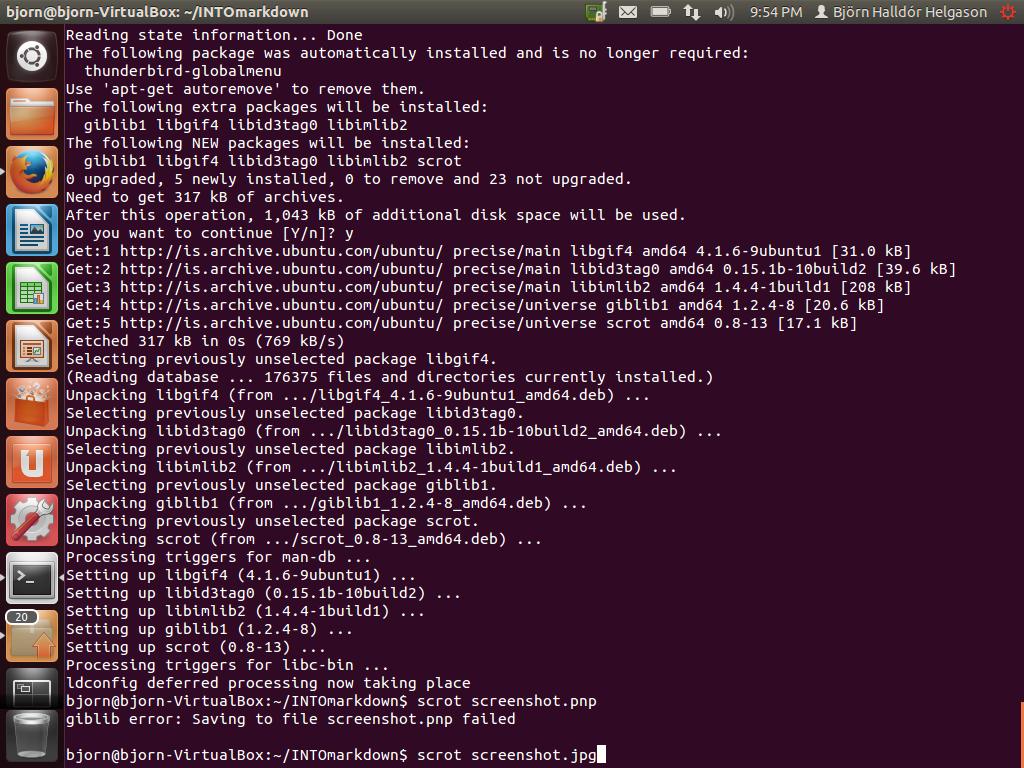 bjorn@bjorn-VirtualBox: ~/INTOmarkdown 9:54 PM Björn Halldór Helgason
Reading state information... Done
The following package was automatically installed and is no longer required:
  thunderbird-globalmenu
Use 'apt-get autoremove' to remove them.
The following extra packages will be installed:
  giblib1 libgif4 libid3tag0 libimlib2
The following NEW packages will be installed:
  giblib1 libgif4 libid3tag0 libimlib2 scrot
0 upgraded, 5 newly installed, 0 to remove and 23 not upgraded.
Need to get 317 kB of archives.
After this operation, 1,043 kB of additional disk space will be used.
Do you want to continue [Y/n]? y
Get:1 http://is.archive.ubuntu.com/ubuntu/ precise/main libgif4 amd64 4.1.6-9ubuntu1 [31.0 kB]
Get:2 http://is.archive.ubuntu.com/ubuntu/ precise/main libid3tag0 amd64 0.15.1b-10build2 [39.6 kB]
Get:3 http://is.archive.ubuntu.com/ubuntu/ precise/main libimlib2 amd64 1.4.4-1build1 [208 kB]
Get:4 http://is.archive.ubuntu.com/ubuntu/ precise/universe giblib1 amd64 1.2.4-8 [20.6 kB]
Get:5 http://is.archive.ubuntu.com/ubuntu/ precise/universe scrot amd64 0.8-13 [17.1 kB]
Fetched 317 kB in 0s (769 kB/s)
Selecting previously unselected package libgif4.
(Reading database ... 176375 files and directories currently installed.)
Unpacking libgif4 (from .../libgif4_4.1.6-9ubuntu1_amd64.deb) ...
Selecting previously unselected package libid3tag0.
Unpacking libid3tag0 (from .../libid3tag0_0.15.1b-10build2_amd64.deb) ...
Selecting previously unselected package libimlib2.
Unpacking libimlib2 (from .../libimlib2_1.4.4-1build1_amd64.deb) ...
Selecting previously unselected package giblib1.
Unpacking giblib1 (from .../giblib1_1.2.4-8_amd64.deb) ...
Selecting previously unselected package scrot.
Unpacking scrot (from .../scrot_0.8-13_amd64.deb) ...
Processing triggers for man-db ...
Setting up libgif4 (4.1.6-9ubuntu1) ...
Setting up libid3tag0 (0.15.1b-10build2) ...
Setting up libimlib2 (1.4.4-1build1) ...
Setting up giblib1 (1.2.4-8) ...
20
Setting up scrot (0.8-13) ...
Processing triggers for libc-bin ...
ldconfig deferred processing now taking place
bjorn@bjorn-VirtualBox:~/INTOmarkdown$ scrot screenshot.pnp
giblib error: Saving to file screenshot.pnp failed
bjorn@bjorn-VirtualBox:~/INTOmarkdown$ scrot screenshot.jpg